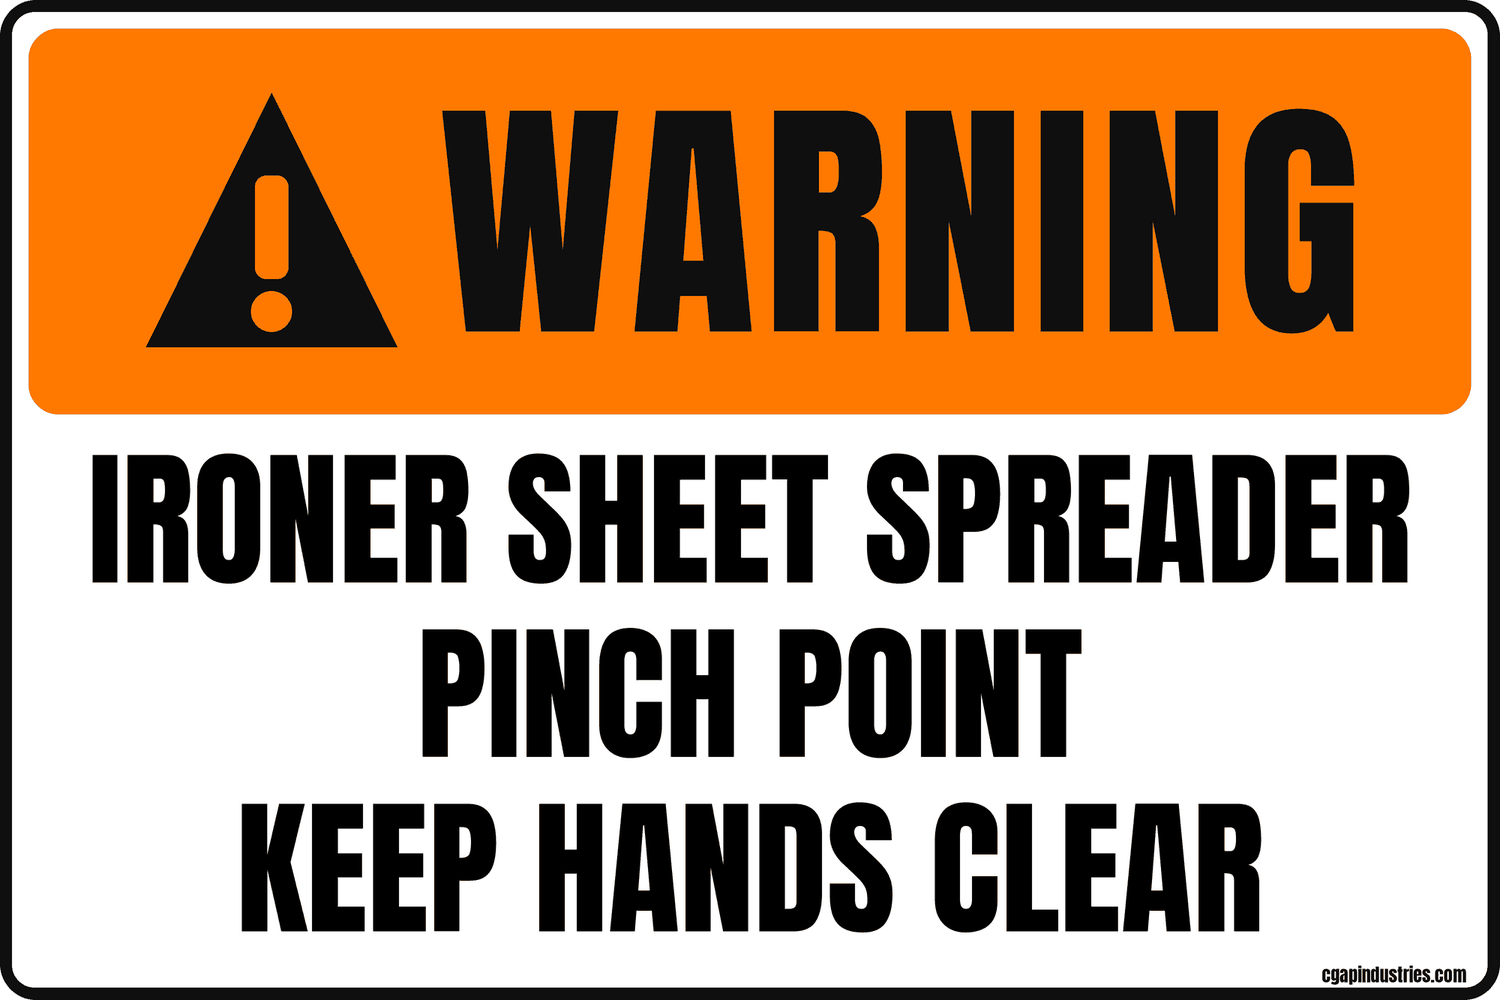 WARNING
IRONER SHEET SPREADER
PINCH POINT
KEEP HANDS CLEAR
cgapindustries.com